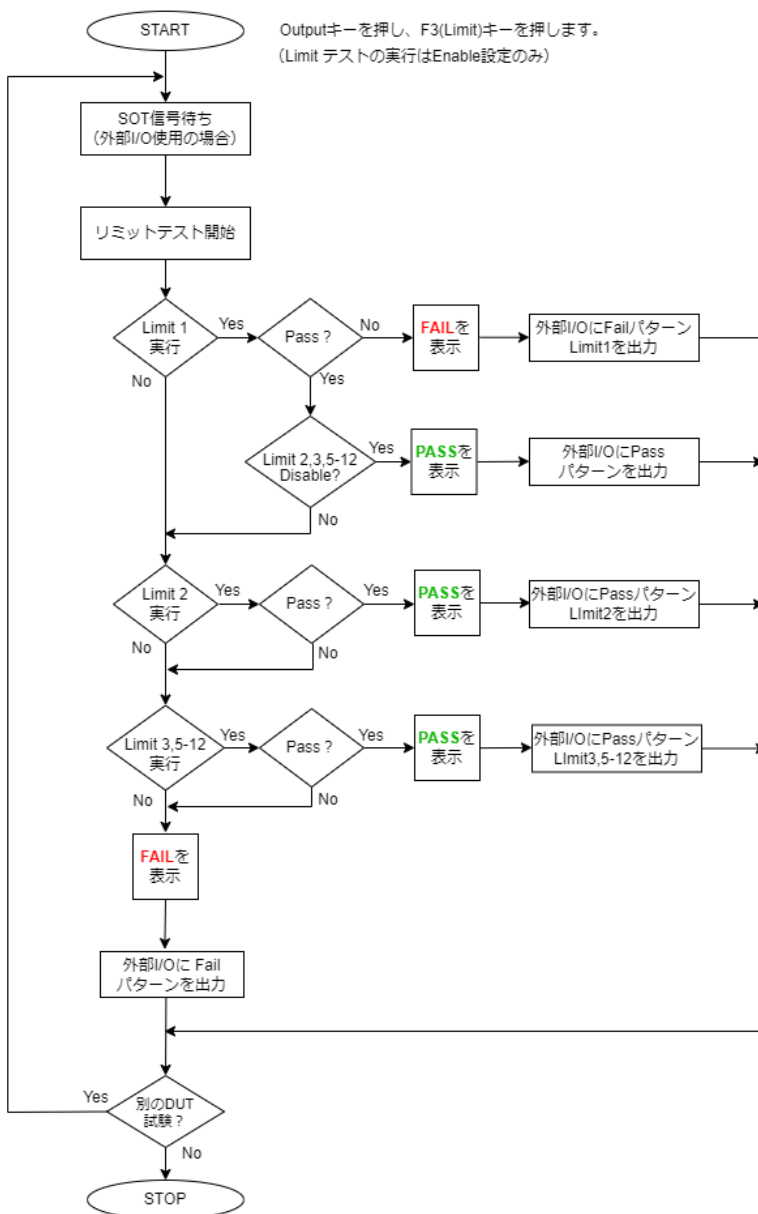 START
Outputキーを押し、F3(Limit)キーを押します。
（Limit テストの実行はEnable設定のみ）
SOT信号待ち
（外部I/O使用の場合）
リミットテスト開始
Limit 1
実行
Yes
No
Pass ?
No
Yes
FAILを
表示
外部I/OにFailパターン
Limit1を出力
Limit 2,3,5-12
Disable?
Yes
No
PASSを
表示
外部I/OにPass
パターンを出力
Limit 2
実行
Yes
No
Pass ?
Yes
No
PASSを
表示
外部I/OにPassパターン
LImit2を出力
Limit 3,5-12
実行
Yes
No
Pass ?
Yes
No
PASSを
表示
外部I/OにPassパターン
LImit3,5-12を出力
FAILを
表示
外部I/Oに Fail
パターンを出力
別のDUT
試験 ?
Yes
No
STOP